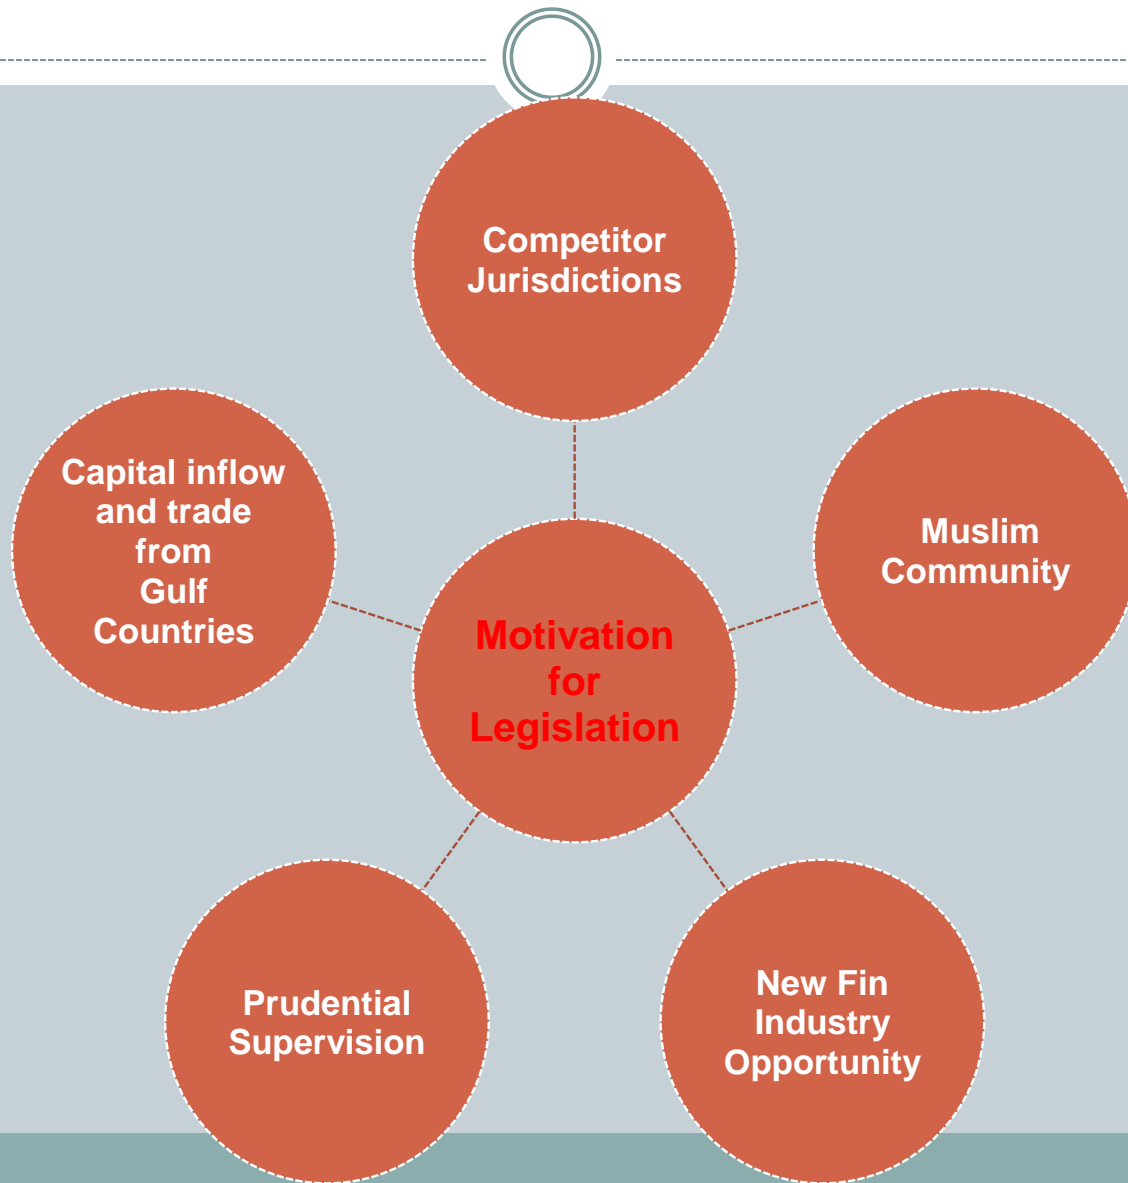 Competitor
Jurisdictions
Capital inflow
and trade
from
Gulf
Countries
Muslim
Community
Motivation
for
Legislation
Prudential
Supervision
New Fin
Industry
Opportunity